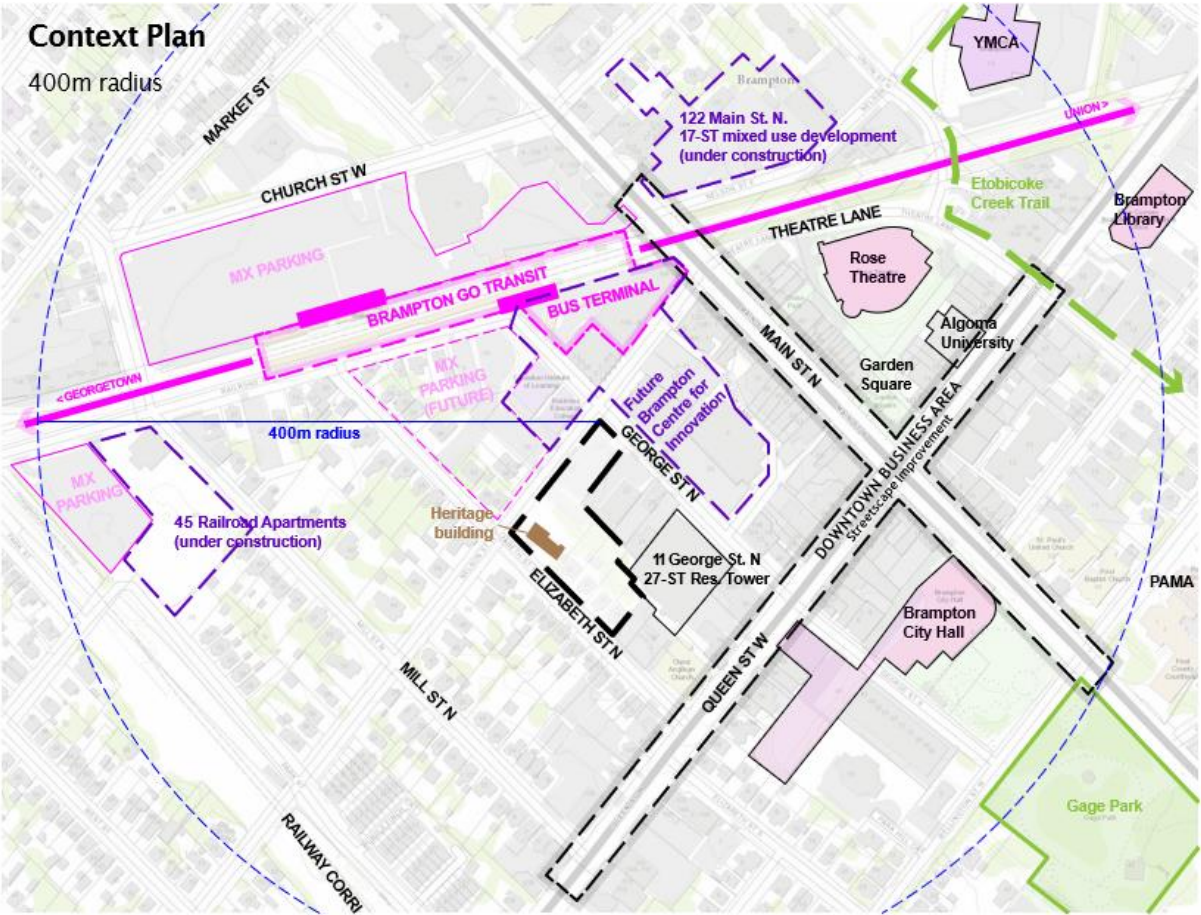 Context Plan
400m radius
MARKET ST
CHURCH ST W
MX PARKING
BRAMPTON GO TRANSIT
BUS TERMINAL
< GEORGETOWN
UNION >
Brampton
122 Main St. N.
17-ST mixed use development
(under construction)
YMCA
Etobicoke
Creek Trail
Brampton
Library
THEATRE LANE
Rose
Theatre
Algoma
University
Garden
Square
MAIN ST N
MX
PARKING
(FUTURE)
Future
Brampton
Centre for
Innovation
400m radius
GEORGE ST N
MX
PARKING
45 Railroad Apartments
(under construction)
Heritage
building
11 George St. N
27-ST Res. Tower
ELIZABETH ST N
DOWNTOWN BUSINESS AREA
Streetscape Improvement
QUEEN ST W
Brampton
City Hall
PAMA
MILL ST N
RAILWAY CORRI
Gage Park
Gage Park